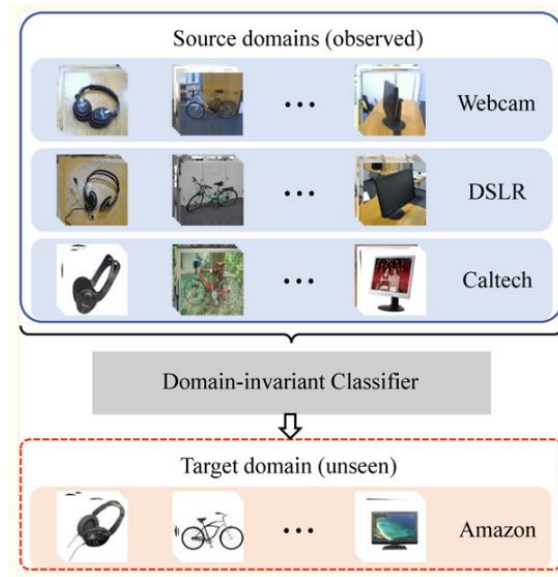 Source domains (observed)
Webcam
DSLR
Caltech
Domain-invariant Classifier
Target domain (unseen)
Amazon